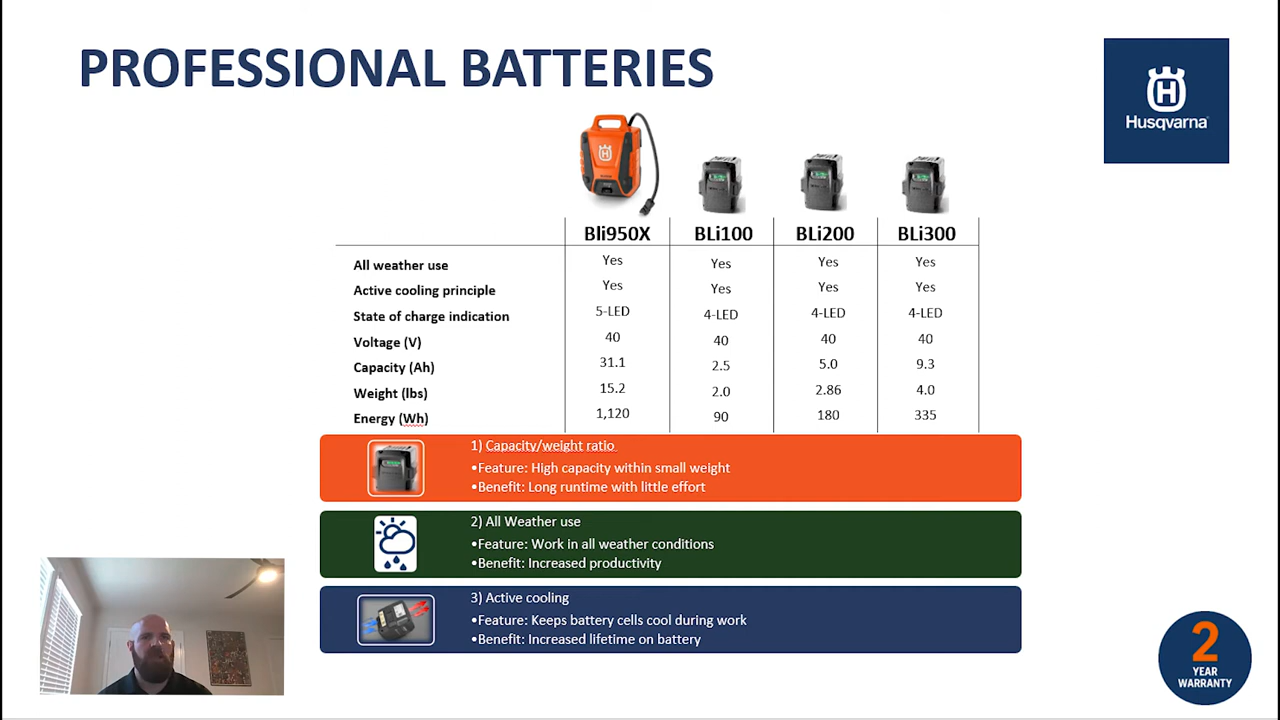 PROFESSIONAL BATTERIES
Husqvarna
Bli950X BLi100 BLi200 BLi300
All weather use Yes Yes Yes Yes
Active cooling principle Yes Yes Yes Yes
State of charge indication 5-LED 4-LED 4-LED 4-LED
Voltage (V) 40 40 40 40
Capacity (Ah) 31.1 2.5 5.0 9.3
Weight (lbs) 15.2 2.0 2.86 4.0
Energy (Wh) 1,120 90 180 335
1) Capacity/weight ratio
•Feature: High capacity within small weight
•Benefit: Long runtime with little effort
2) All Weather use
•Feature: Work in all weather conditions
•Benefit: Increased productivity
3) Active cooling
•Feature: Keeps battery cells cool during work
•Benefit: Increased lifetime on battery
2
YEAR
WARRANTY